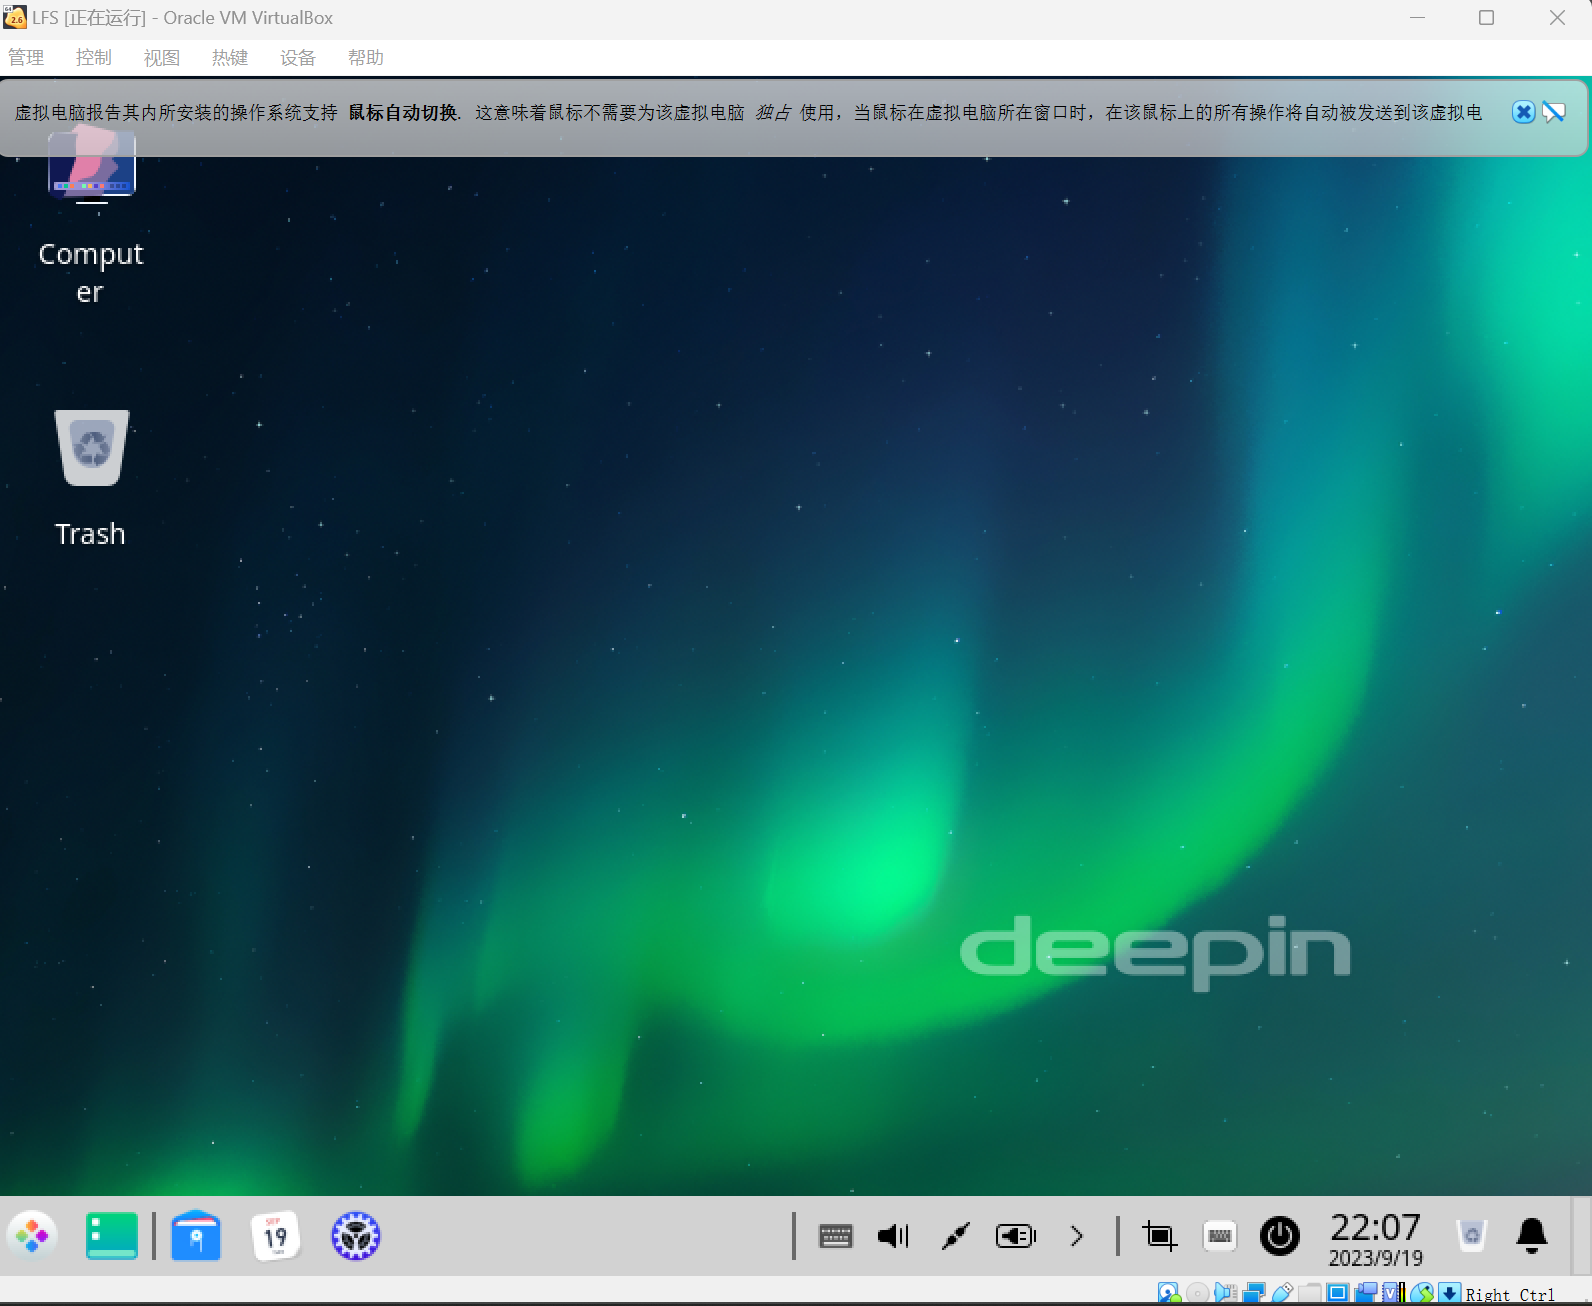 LFS [正在运行] - Oracle VM VirtualBox
管理 控制 视图 热键 设备 帮助
虚拟电脑报告其内所安装的操作系统支持 鼠标自动切换. 这意味着鼠标不需要为该虚拟电脑 独占 使用，当鼠标在虚拟电脑所在窗口时，在该鼠标上的所有操作将自动被发送到该虚拟电
Comput
er
Trash
deepin
SEP
19
22:07
2023/9/19
Right Ctrl